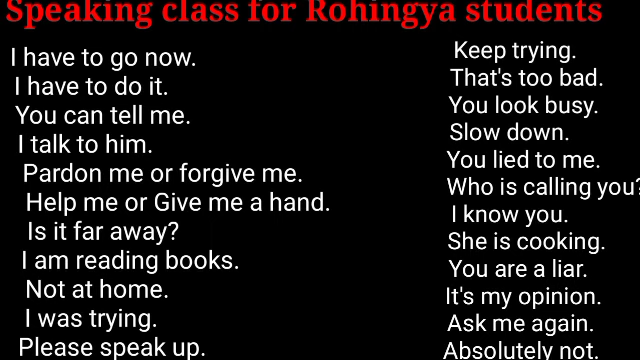 Speaking class for Rohingya students
I have to go now.
I have to do it.
You can tell me.
I talk to him.
Pardon me or forgive me.
Help me or Give me a hand.
Is it far away?
I am reading books.
Not at home.
I was trying.
Please speak up.
Keep trying.
That's too bad.
You look busy.
Slow down.
You lied to me.
Who is calling you?
I know you.
She is cooking.
You are a liar.
It's my opinion.
Ask me again.
Absolutely not.